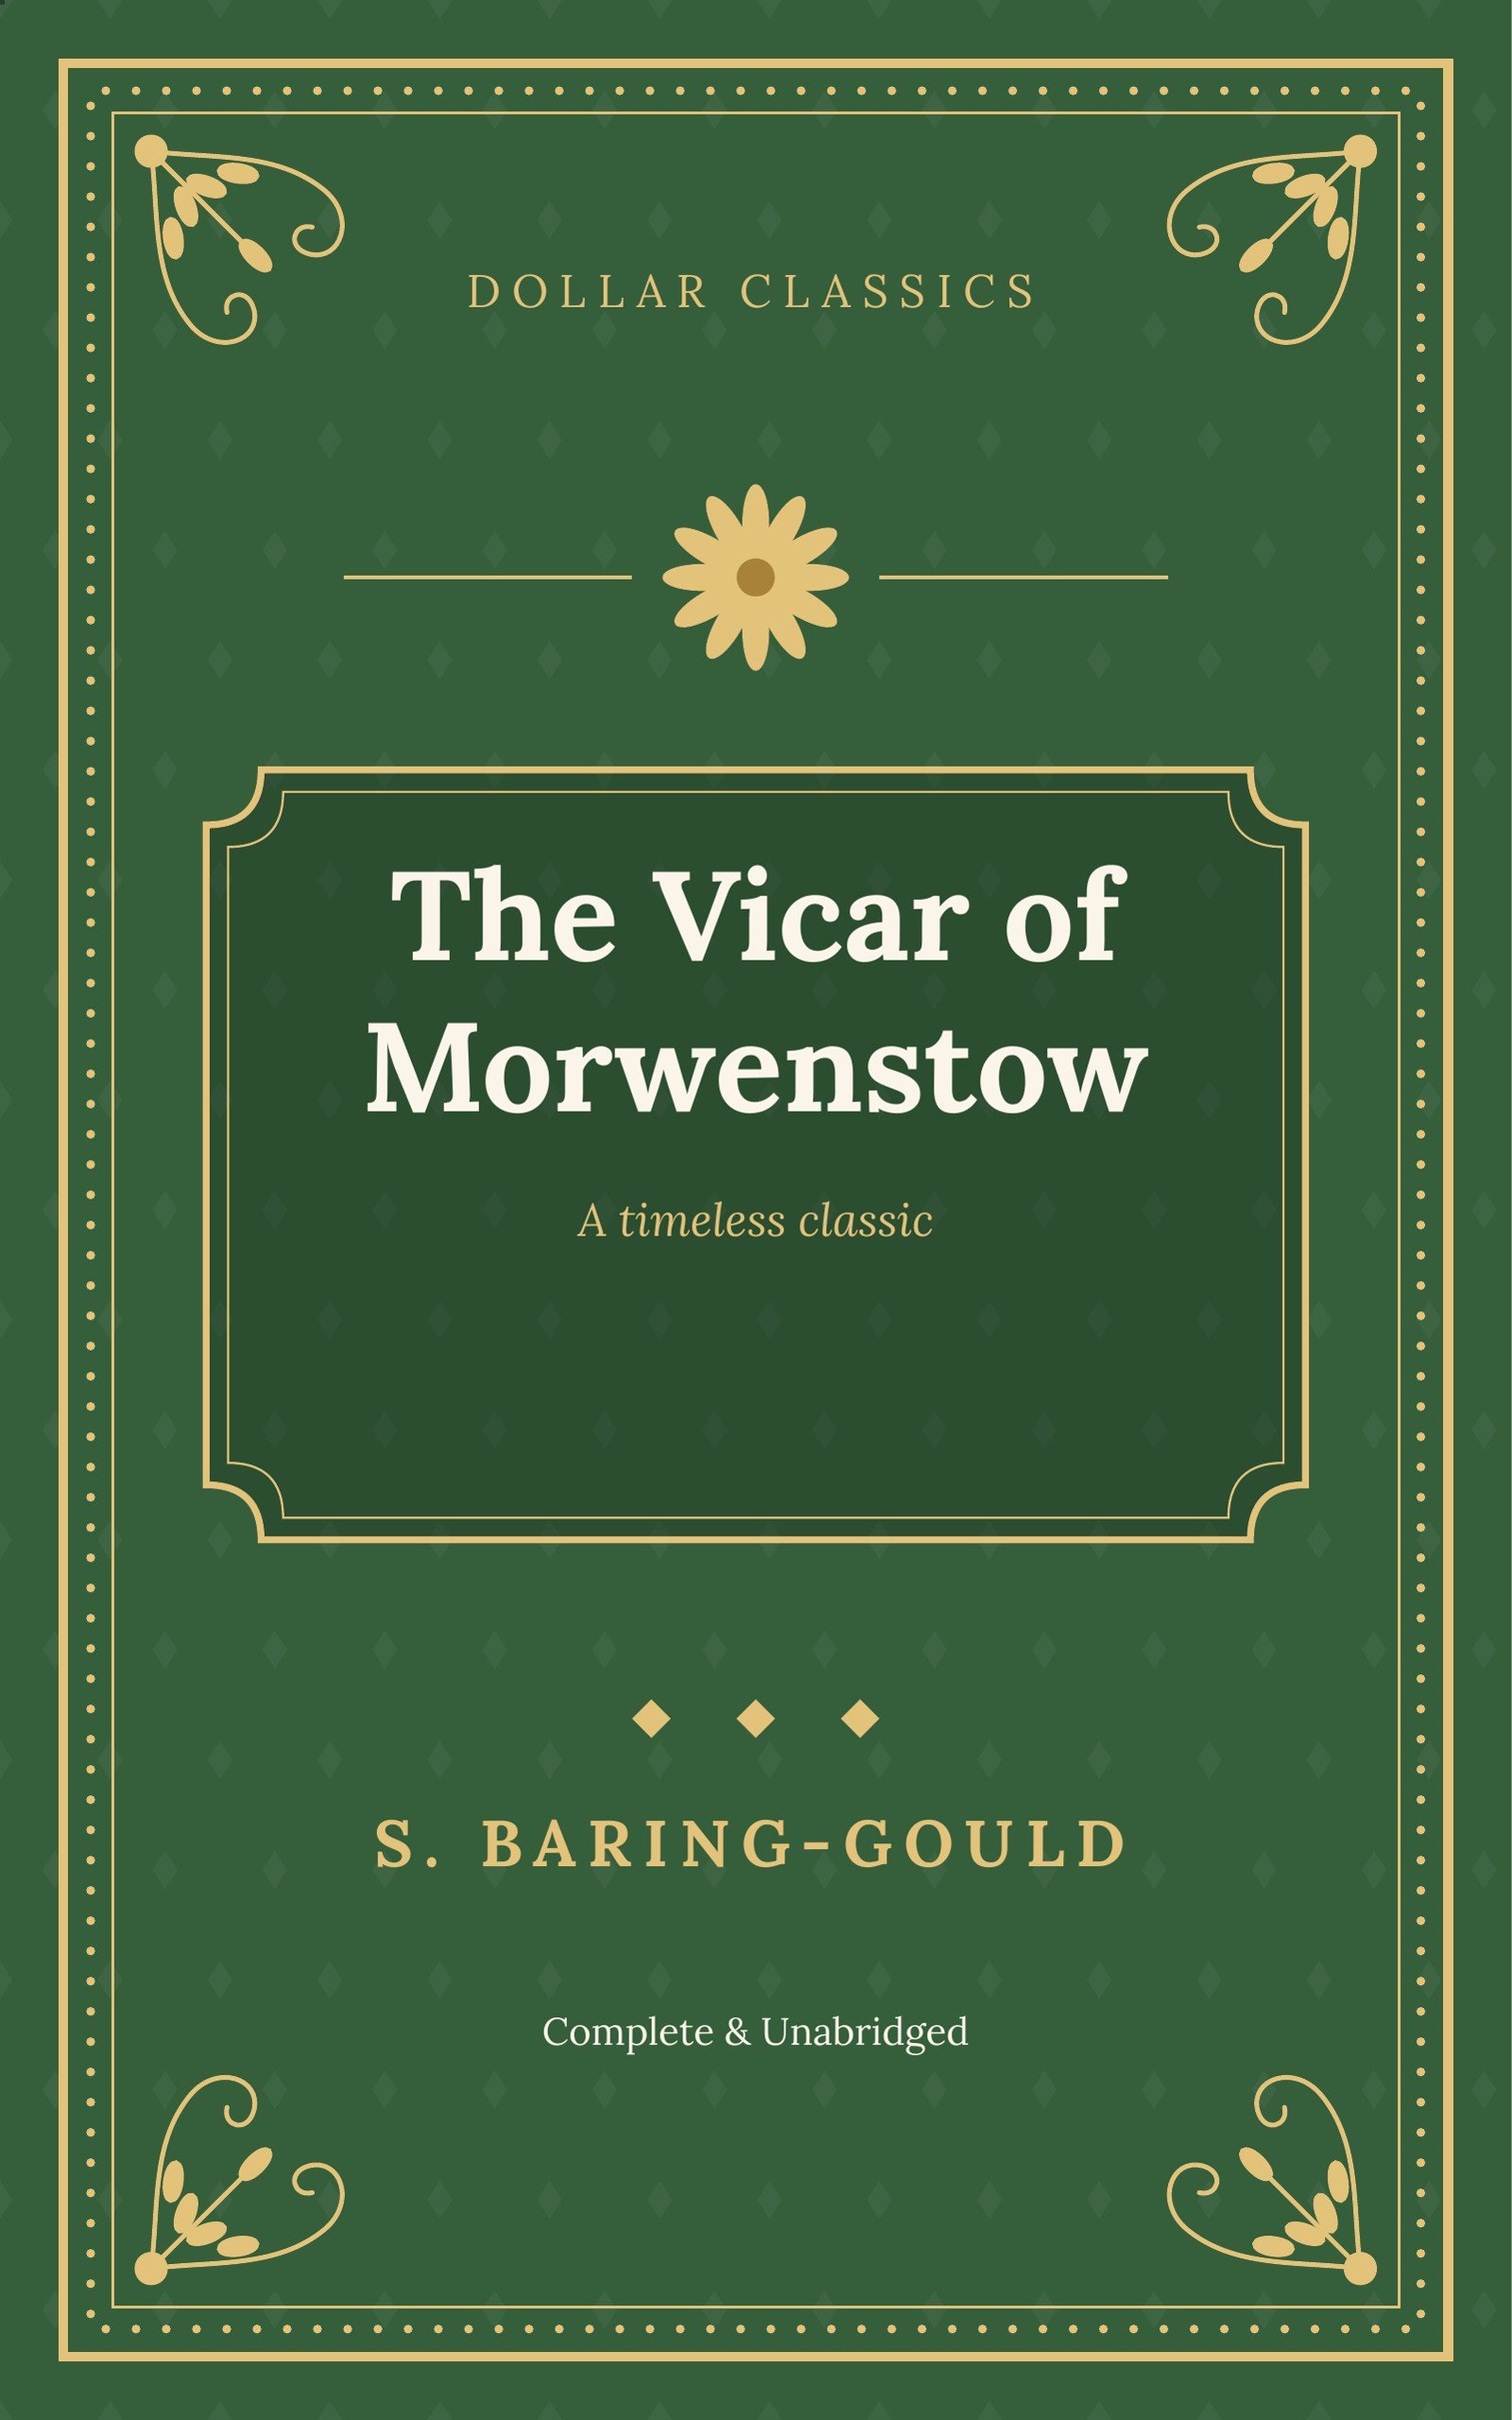 DOLLAR CLASSICS
The Vicar of
Morwenstow
A timeless classic
S. BARING-GOULD
Complete & Unabridged